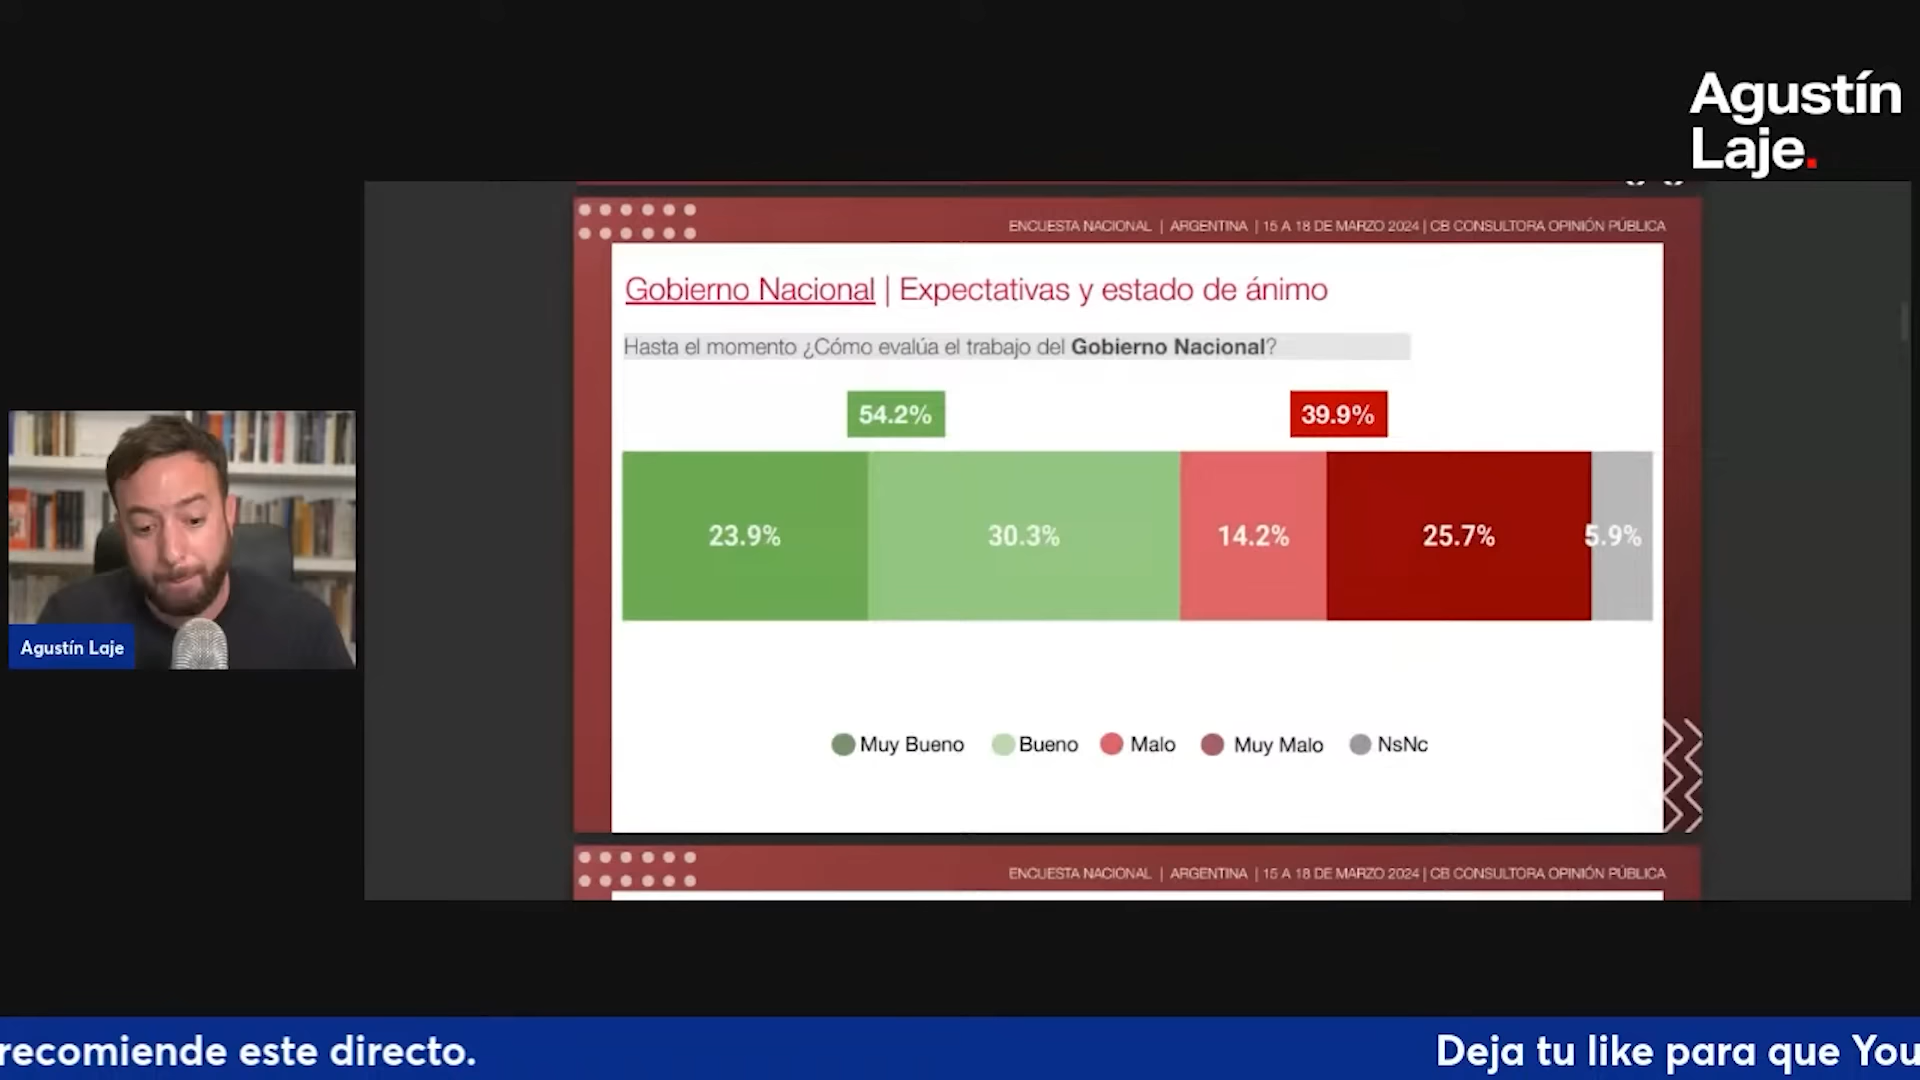 Agustín
Laje.
ENCUESTA NACIONAL | ARGENTINA | 15 A 18 DE MARZO 2024 | CB CONSULTORA OPINIÓN PÚBLICA
Gobierno Nacional | Expectativas y estado de ánimo
Hasta el momento ¿Cómo evalúa el trabajo del Gobierno Nacional?
54.2% 39.9%
23.9% 30.3% 14.2% 25.7% 5.9%
Agustín Laje
Muy Bueno Bueno Malo Muy Malo NsNc
ENCUESTA NACIONAL | ARGENTINA | 15 A 18 DE MARZO 2024 | CB CONSULTORA OPINIÓN PÚBLICA
recomiende este directo. Deja tu like para que You